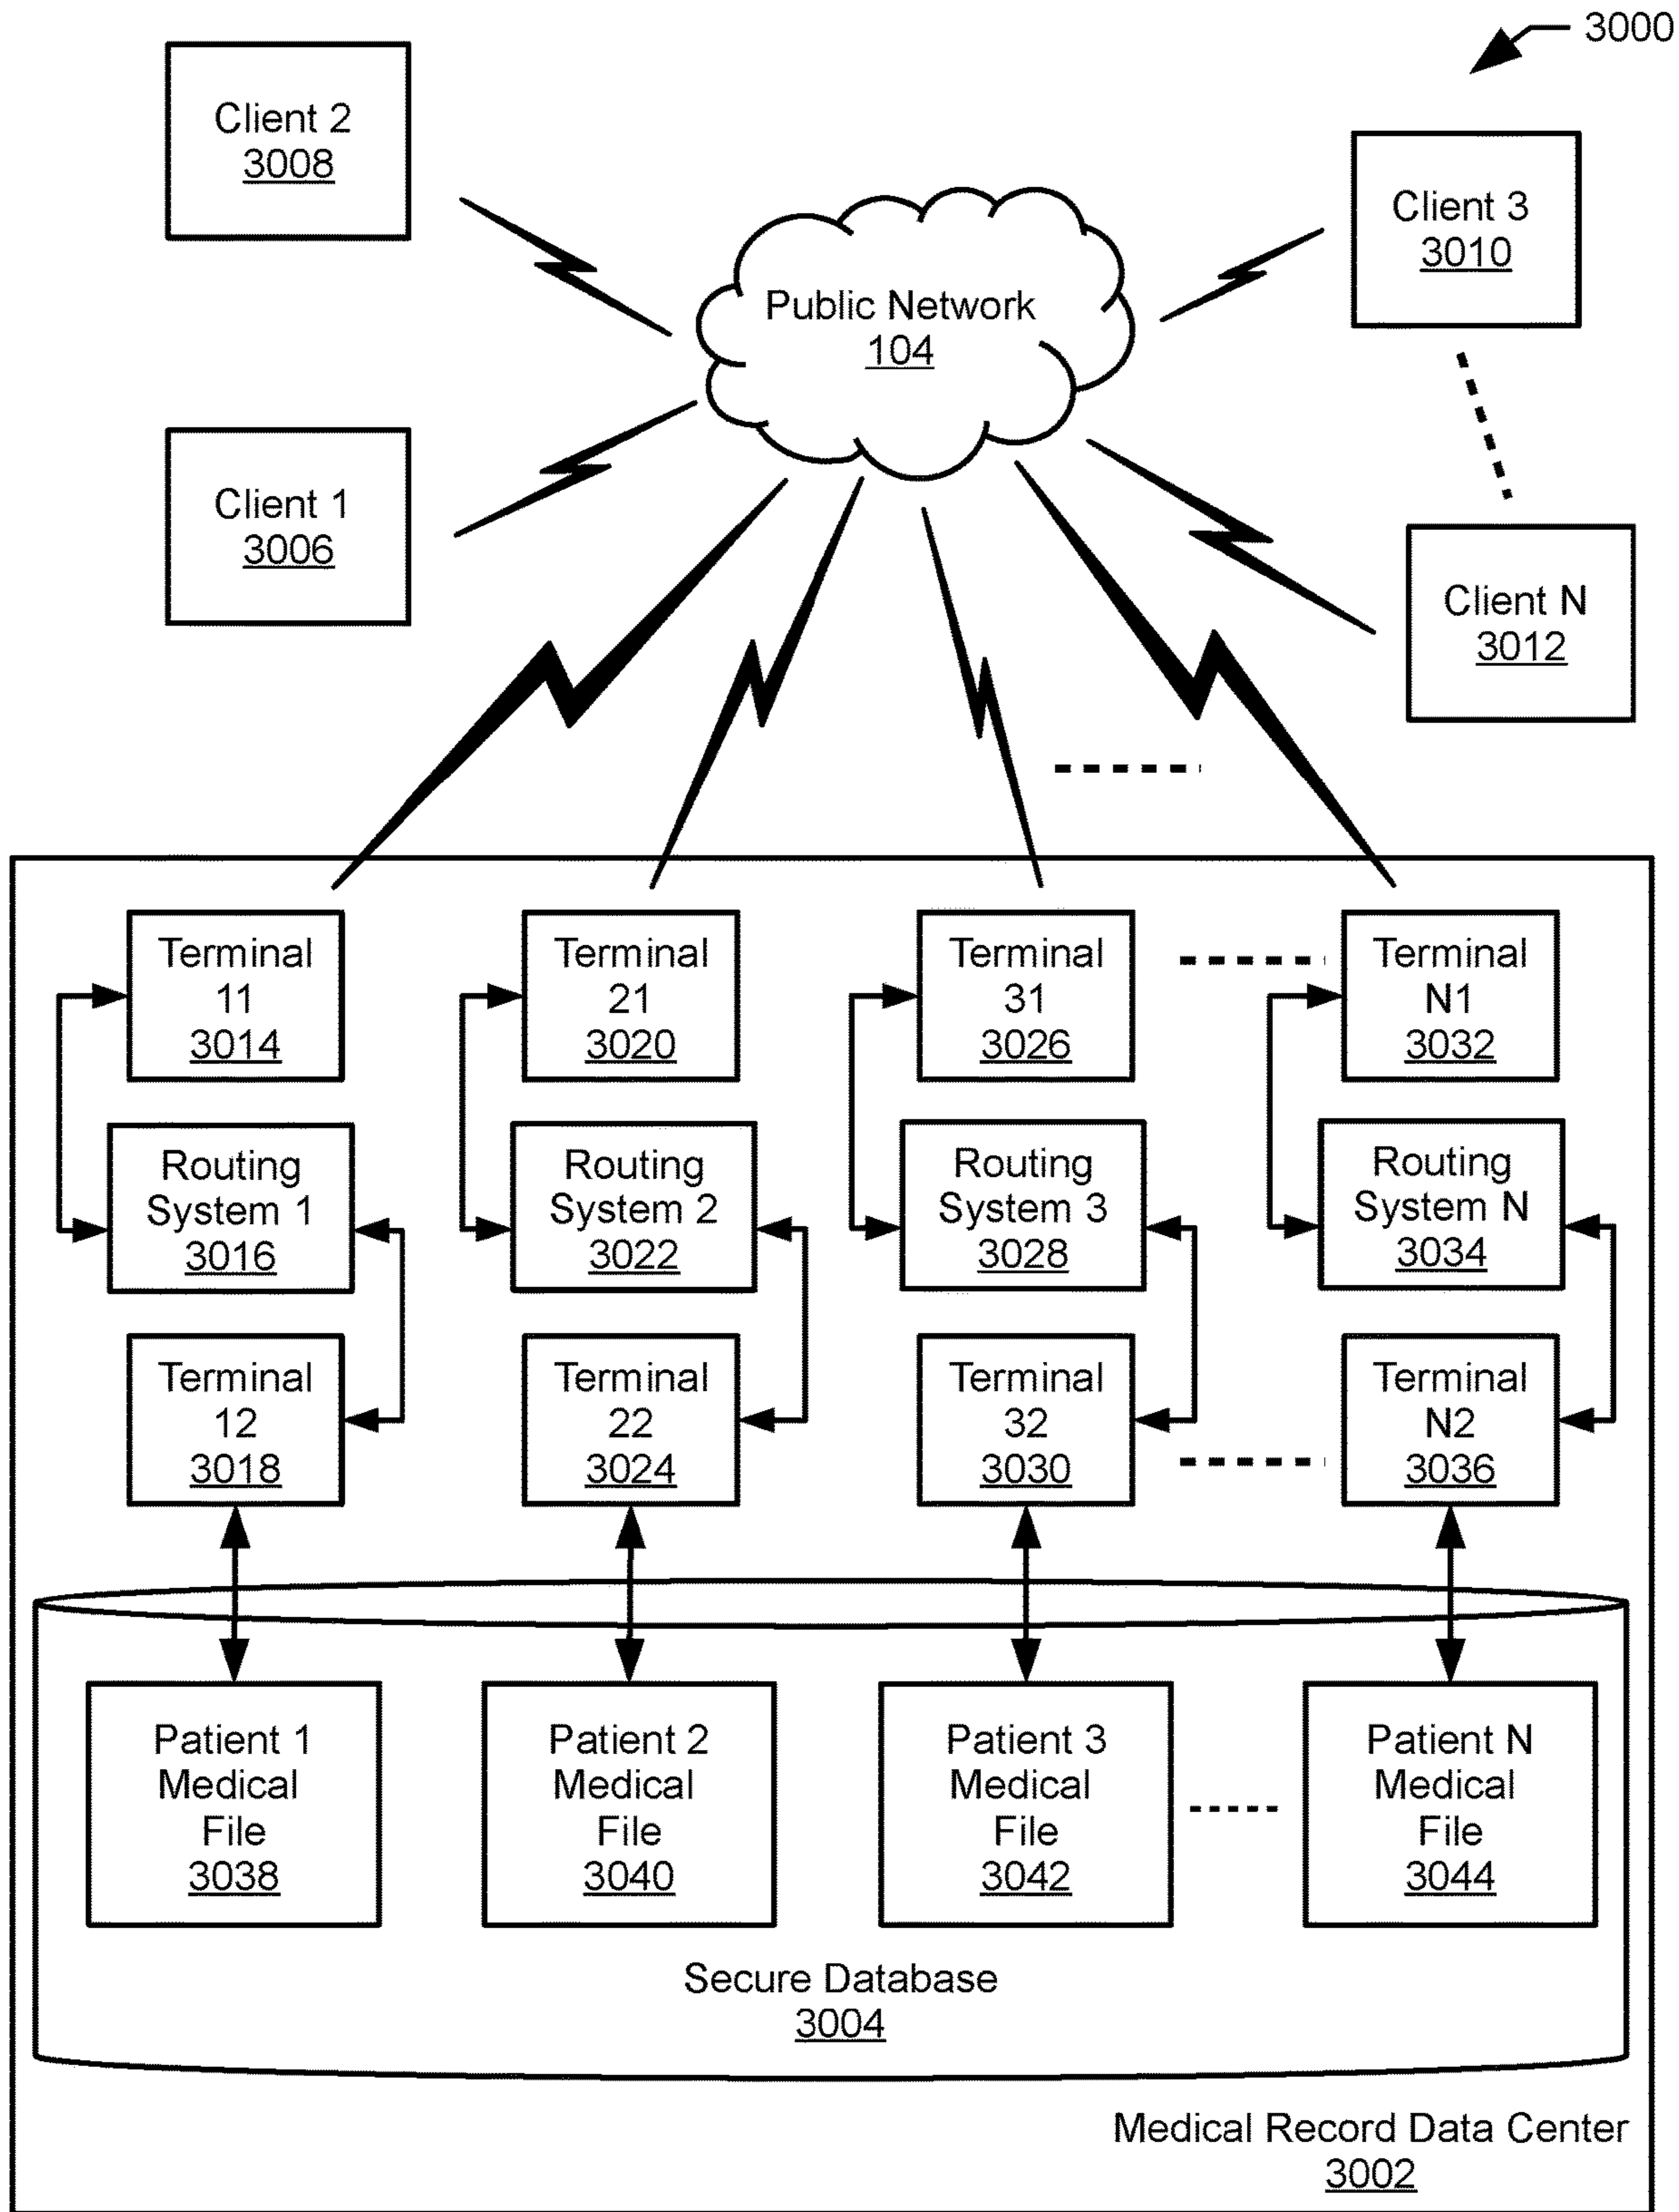 3000
Client 2
3008
Client 3
3010
Public Network
104
Client 1
3006
Client N
3012
Terminal
11
3014
Terminal
21
3020
Terminal
31
3026
Terminal
N1
3032
Routing
System 1
3016
Routing
System 2
3022
Routing
System 3
3028
Routing
System N
3034
Terminal
12
3018
Terminal
22
3024
Terminal
32
3030
Terminal
N2
3036
Patient 1
Medical
File
3038
Patient 2
Medical
File
3040
Patient 3
Medical
File
3042
Patient N
Medical
File
3044
Secure Database
3004
Medical Record Data Center
3002